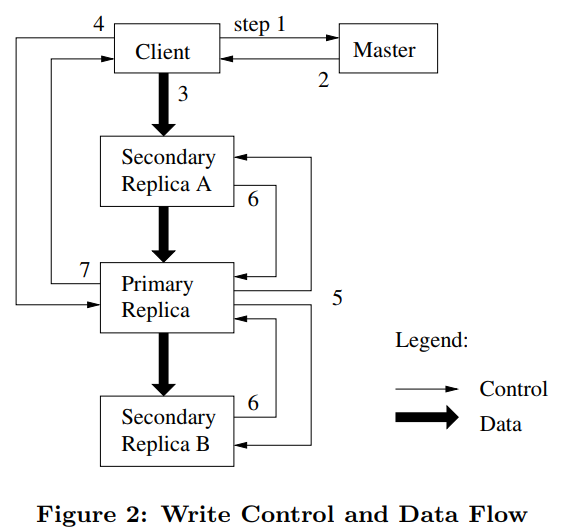 4
step 1
Client
Master
2
3
Secondary
Replica A
6
7
Primary
Replica
5
Legend:
Control
6
Secondary
Replica B
Data
Figure 2: Write Control and Data Flow